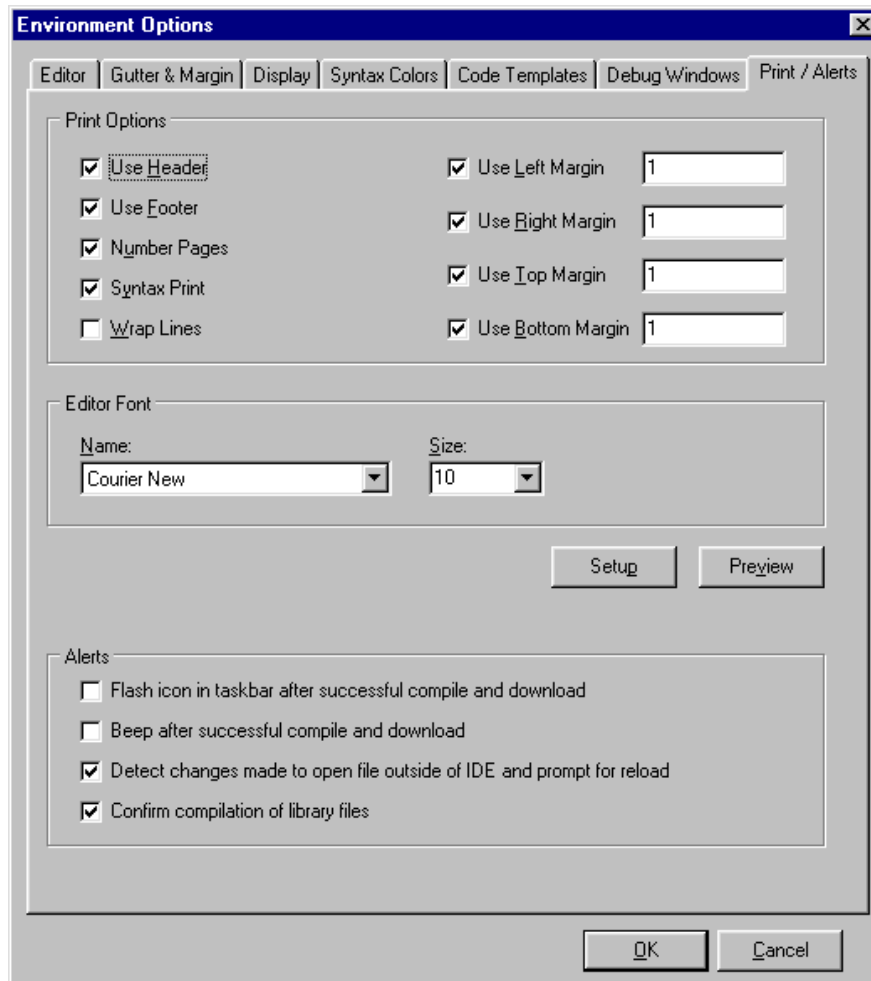 Environment Options
Editor Gutter & Margin Display Syntax Colors Code Templates Debug Windows Print / Alerts
Print Options
Use Header
Use Footer
Number Pages
Syntax Print
Wrap Lines
Use Left Margin 1
Use Right Margin 1
Use Top Margin 1
Use Bottom Margin 1
Editor Font
Name:
Courier New
Size:
10
Setup Preview
Alerts
Flash icon in taskbar after successful compile and download
Beep after successful compile and download
Detect changes made to open file outside of IDE and prompt for reload
Confirm compilation of library files
OK Cancel